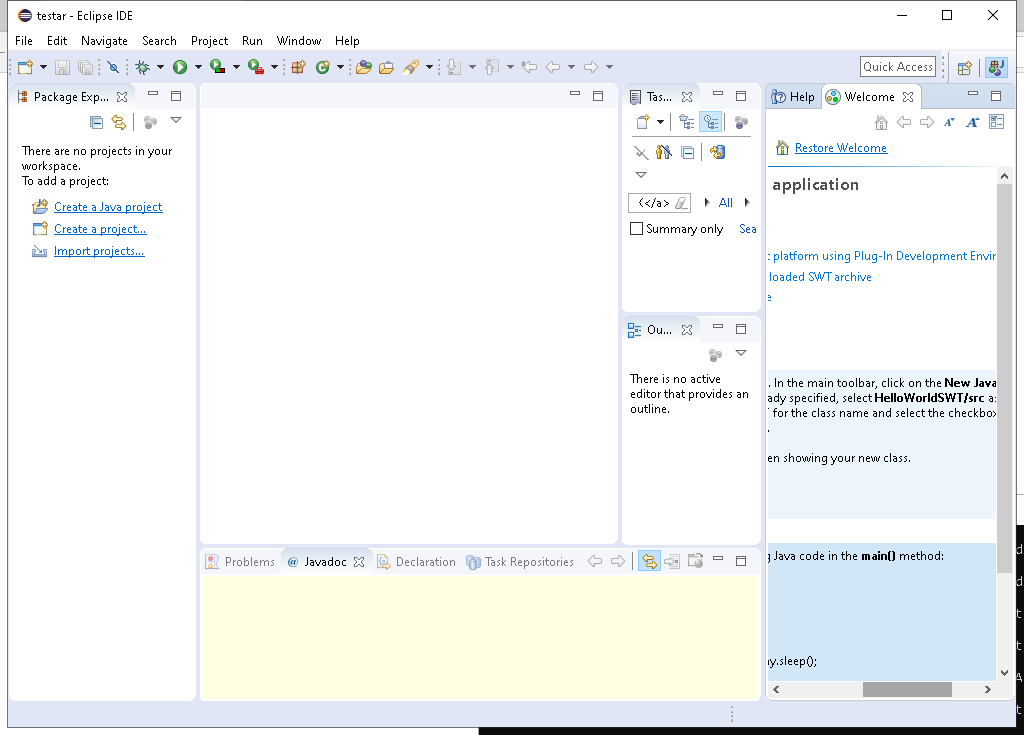 testar - Eclipse IDE
File Edit Navigate Search Project Run Window Help
Quick Access
Package Exp...
There are no projects in your
workspace.
To add a project:
Create a Java project
Create a project...
Import projects...
Tas...
(</a>
All
Summary only Sea
Ou...
There is no active
editor that provides an
outline.
Help Welcome
Restore Welcome
application
t platform using Plug-In Development Envir
loaded SWT archive
e
. In the main toolbar, click on the New Java
ady specified, select HelloWorldSWT/src as
for the class name and select the checkbox
.
en showing your new class.
g Java code in the main() method:
ay.sleep();
Problems @ Javadoc Declaration Task Repositories